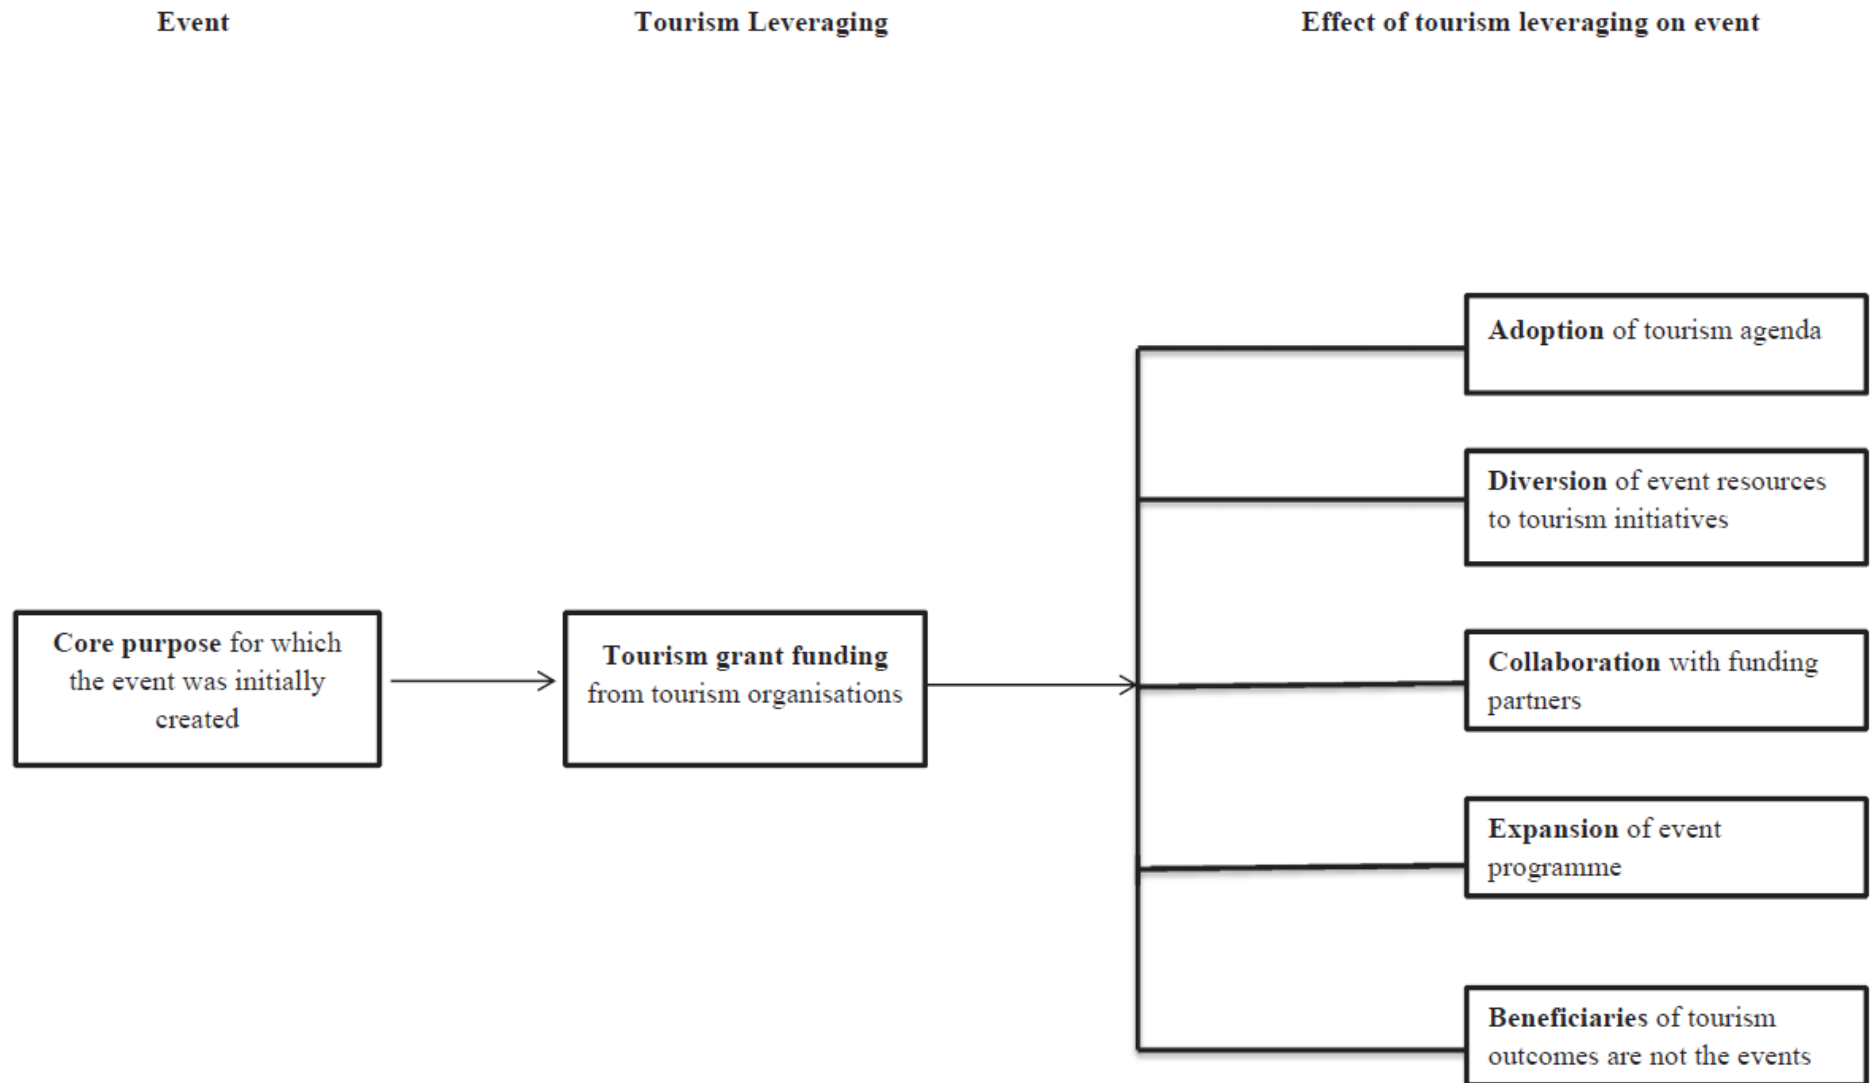 Event
Tourism Leveraging
Effect of tourism leveraging on event
Core purpose for which
the event was initially
created
Tourism grant funding
from tourism organisations
Adoption of tourism agenda
Diversion of event resources
to tourism initiatives
Collaboration with funding
partners
Expansion of event
programme
Beneficiaries of tourism
outcomes are not the events